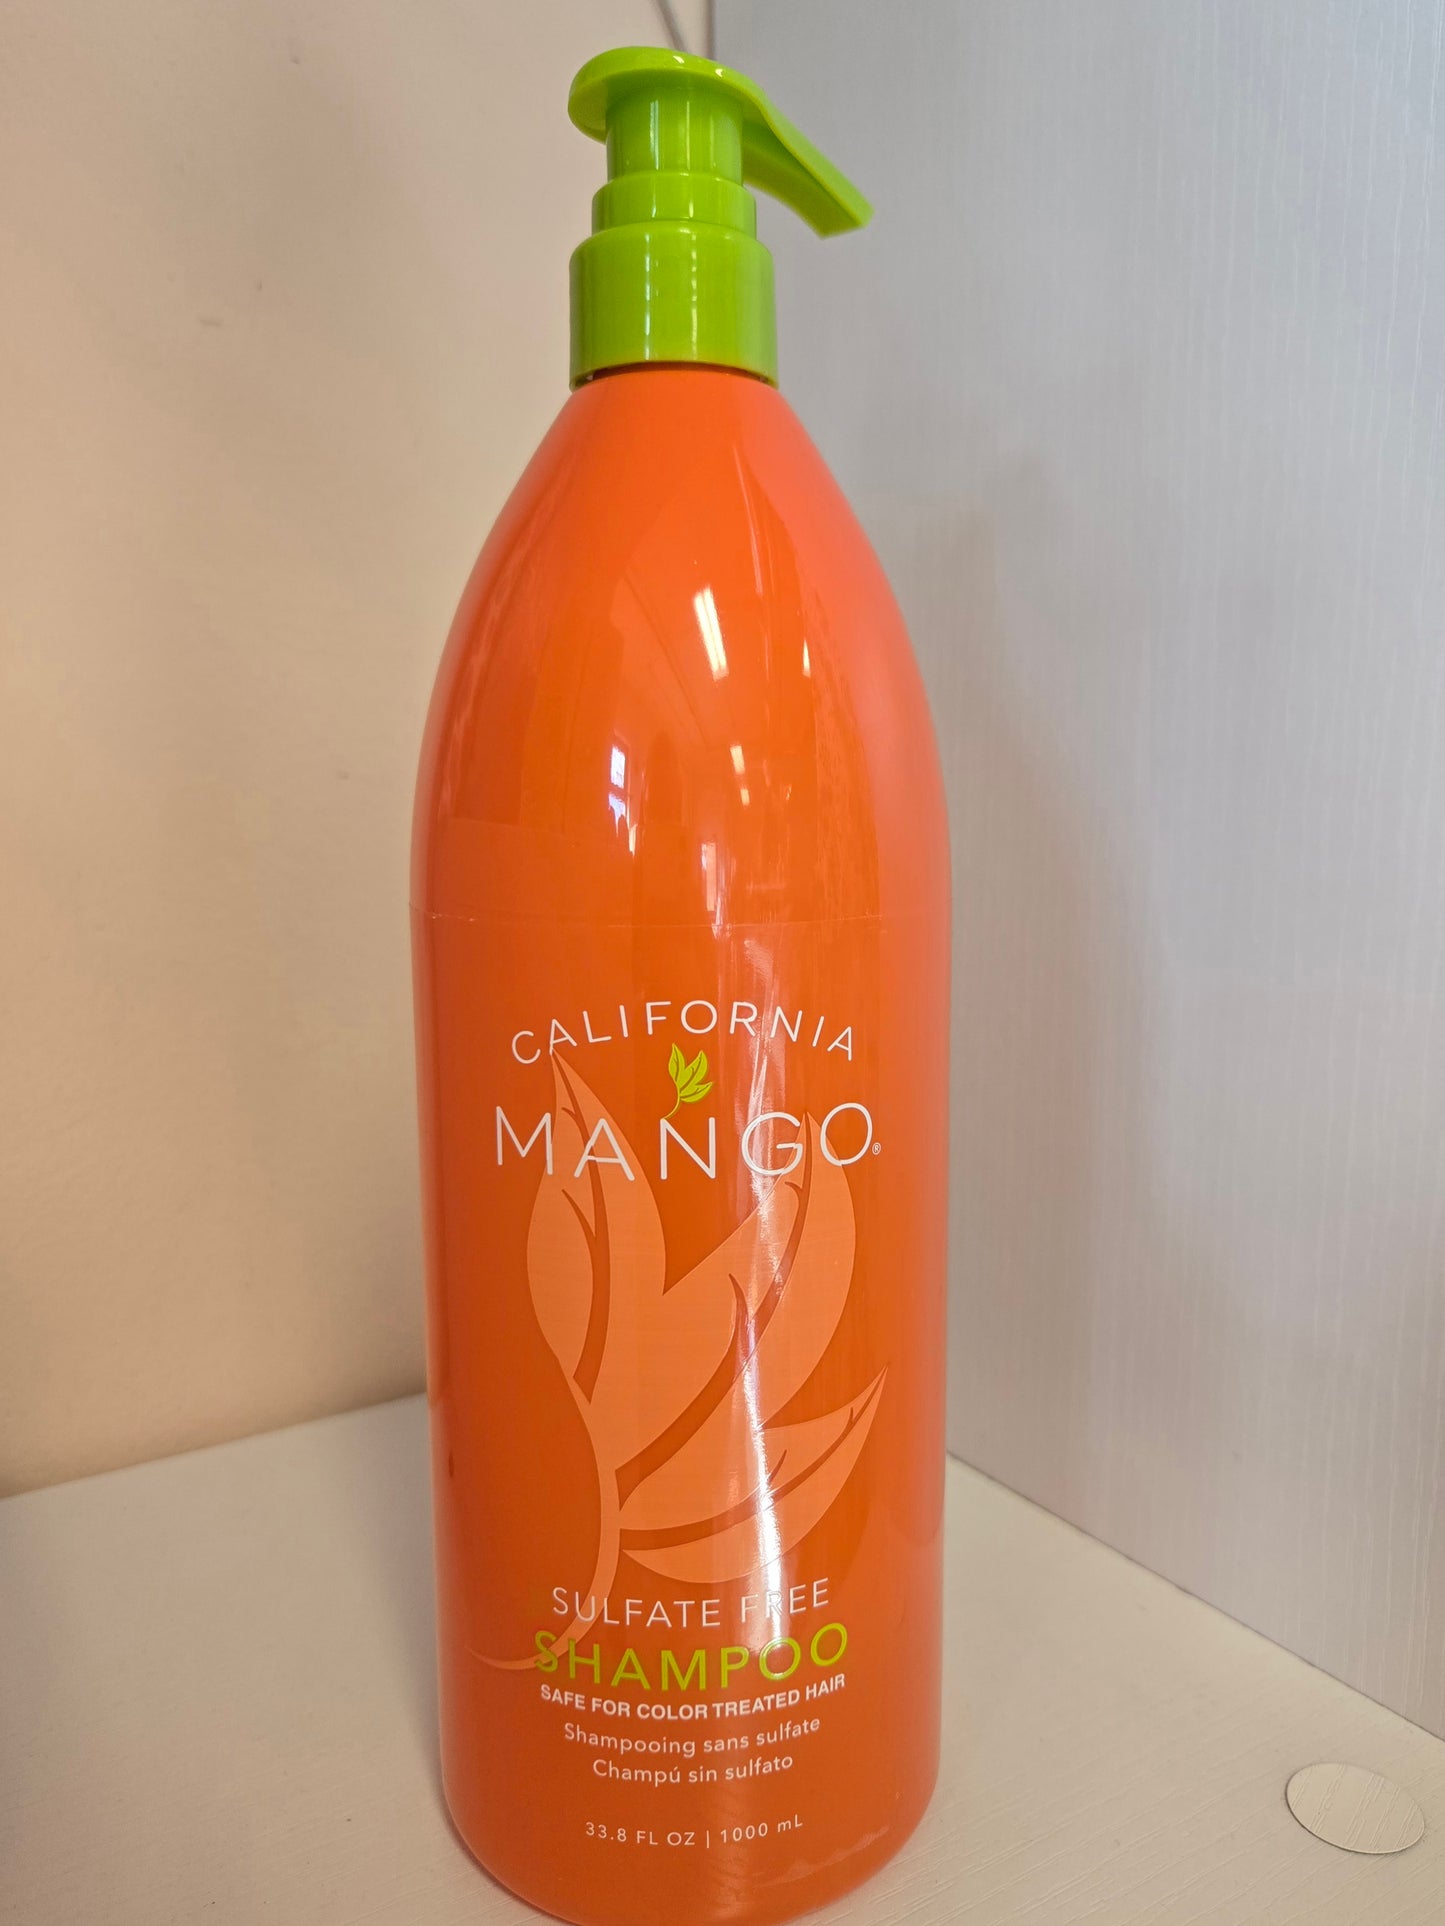 CALIFORNIA
MANGO®
SULFATE FREE
SHAMPOO
SAFE FOR COLOR TREATED HAIR
Shampooing sans sulfate
Champú sin sulfato
33.8 FL OZ | 1000 mL